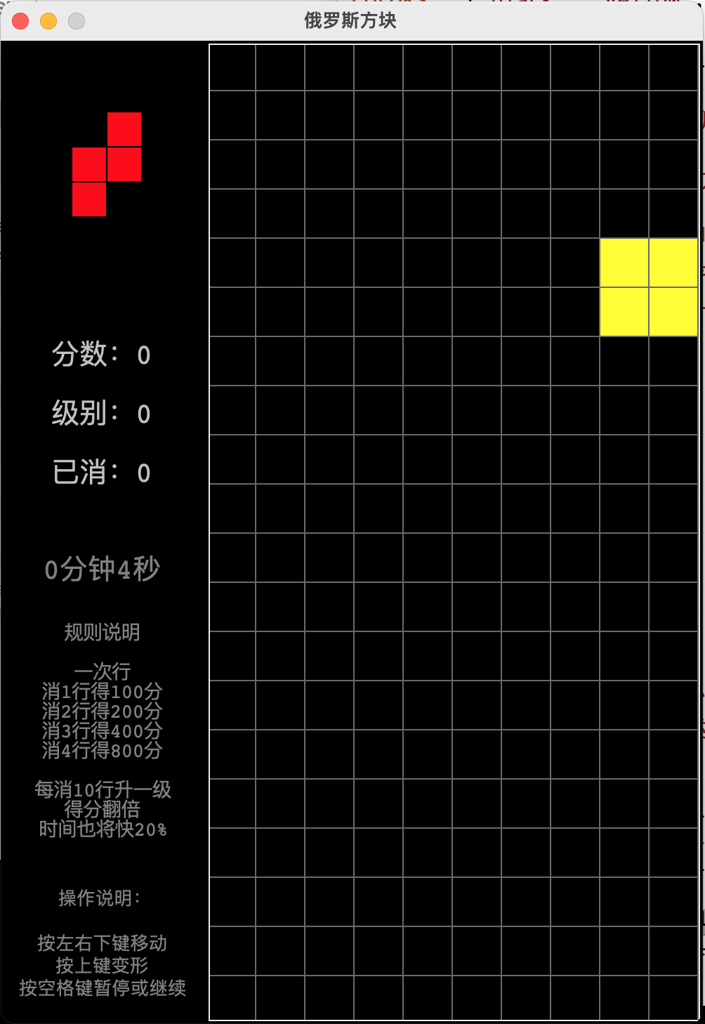 俄罗斯方块
分数: 0
级别: 0
已消: 0
0分钟4秒
规则说明
一次行
消1行得100分
消2行得200分
消3行得400分
消4行得800分
每消10行升一级
得分翻倍
时间也将快20%
操作说明:
按左右下键移动
按上键变形
按空格键暂停或继续